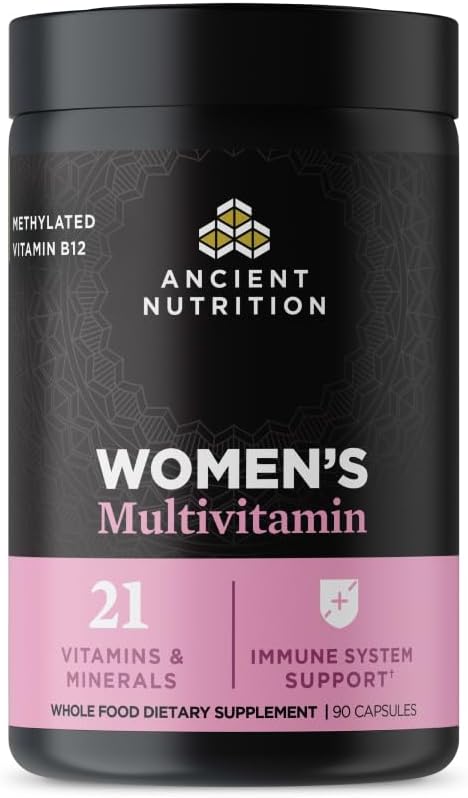 METHYLATED
VITAMIN B12
ANCIENT
NUTRITION
WOMEN'S
Multivitamin
21
VITAMINS &
MINERALS
IMMUNE SYSTEM
SUPPORT†
WHOLE FOOD DIETARY SUPPLEMENT | 90 CAPSULES